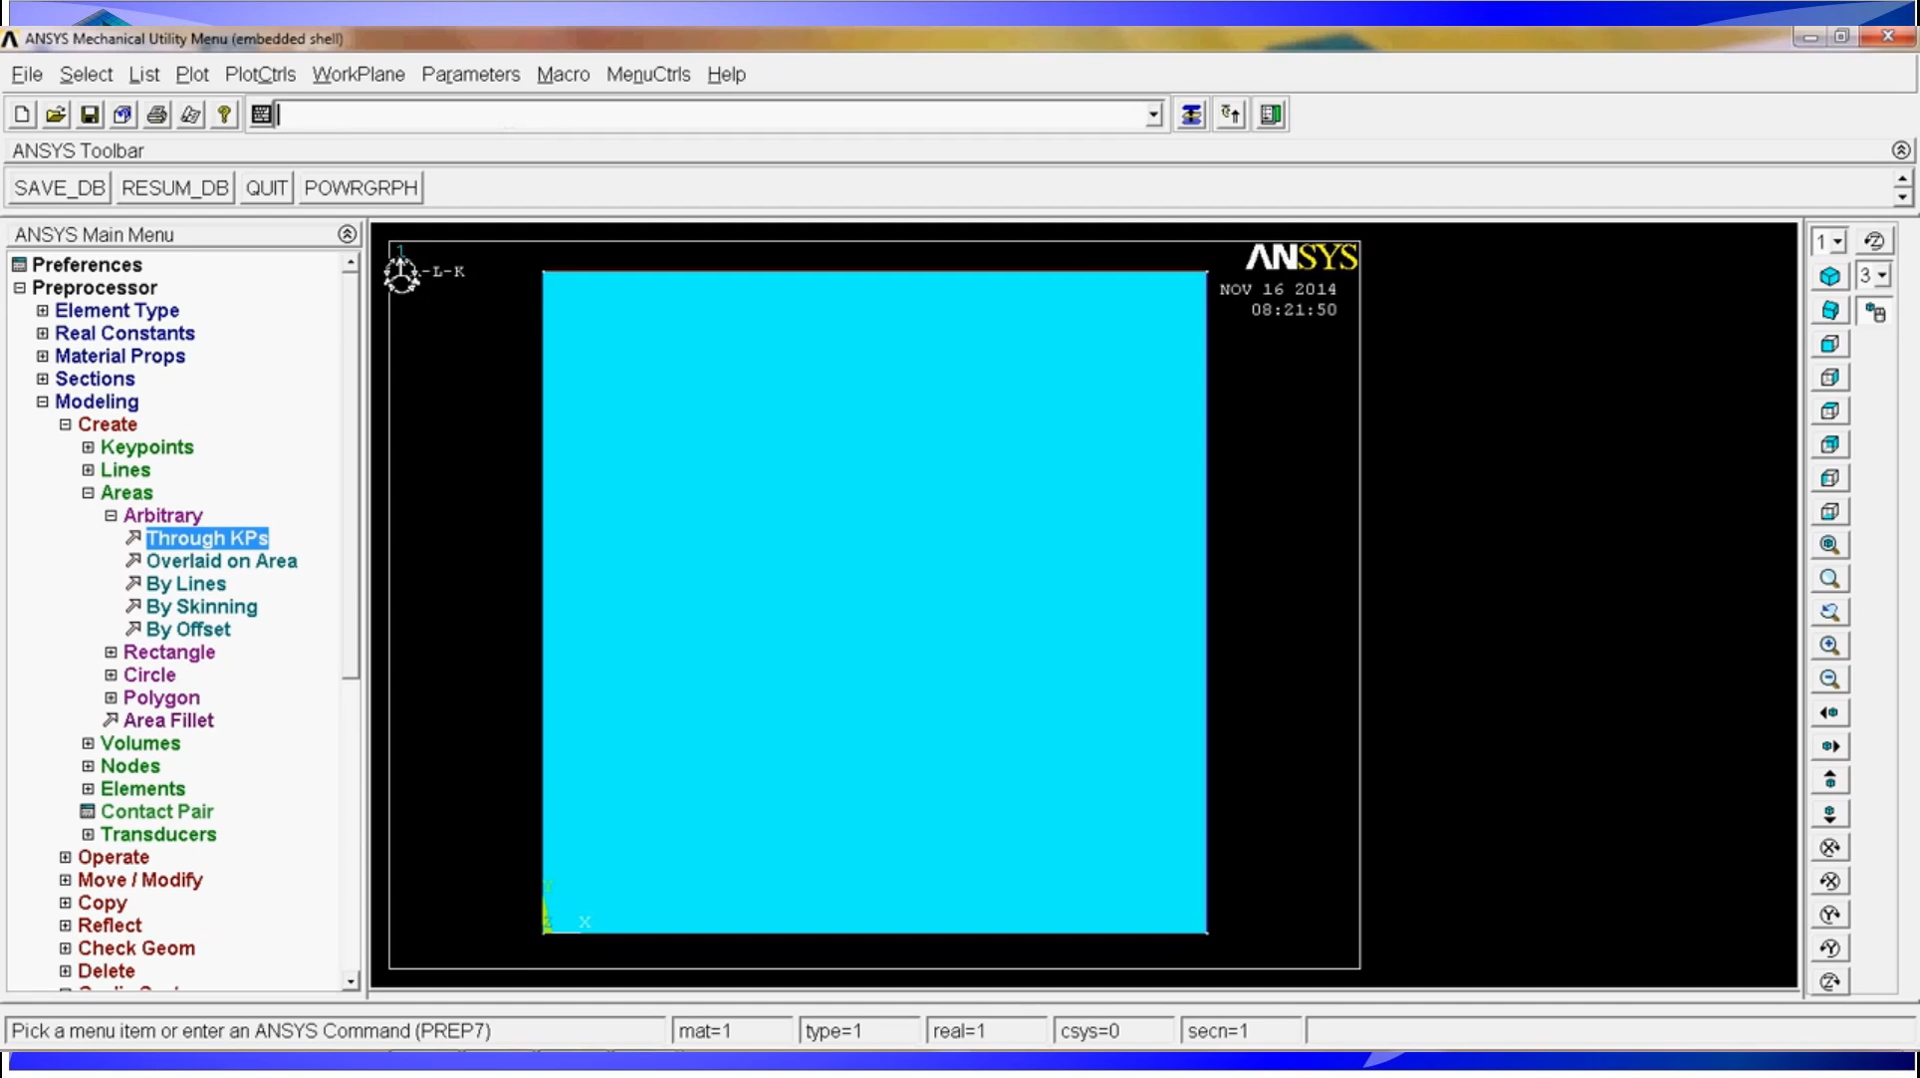 ANSYS Mechanical Utility Menu (embedded shell)
File Select List Plot PlotCtrls WorkPlane Parameters Macro MenuCtrls Help
ANSYS Toolbar
SAVE_DB RESUM_DB QUIT POWRGRPH
ANSYS Main Menu
Preferences
Preprocessor
Element Type
Real Constants
Material Props
Sections
Modeling
Create
Keypoints
Lines
Areas
Arbitrary
Through KPs
Overlaid on Area
By Lines
By Skinning
By Offset
Rectangle
Circle
Polygon
Area Fillet
Volumes
Nodes
Elements
Contact Pair
Transducers
Operate
Move / Modify
Copy
Reflect
Check Geom
Delete
1
-L-K
ANSYS
NOV 16 2014
08:21:50
Y
Z X
1
3
Pick a menu item or enter an ANSYS Command (PREP7) mat=1 type=1 real=1 csys=0 secn=1